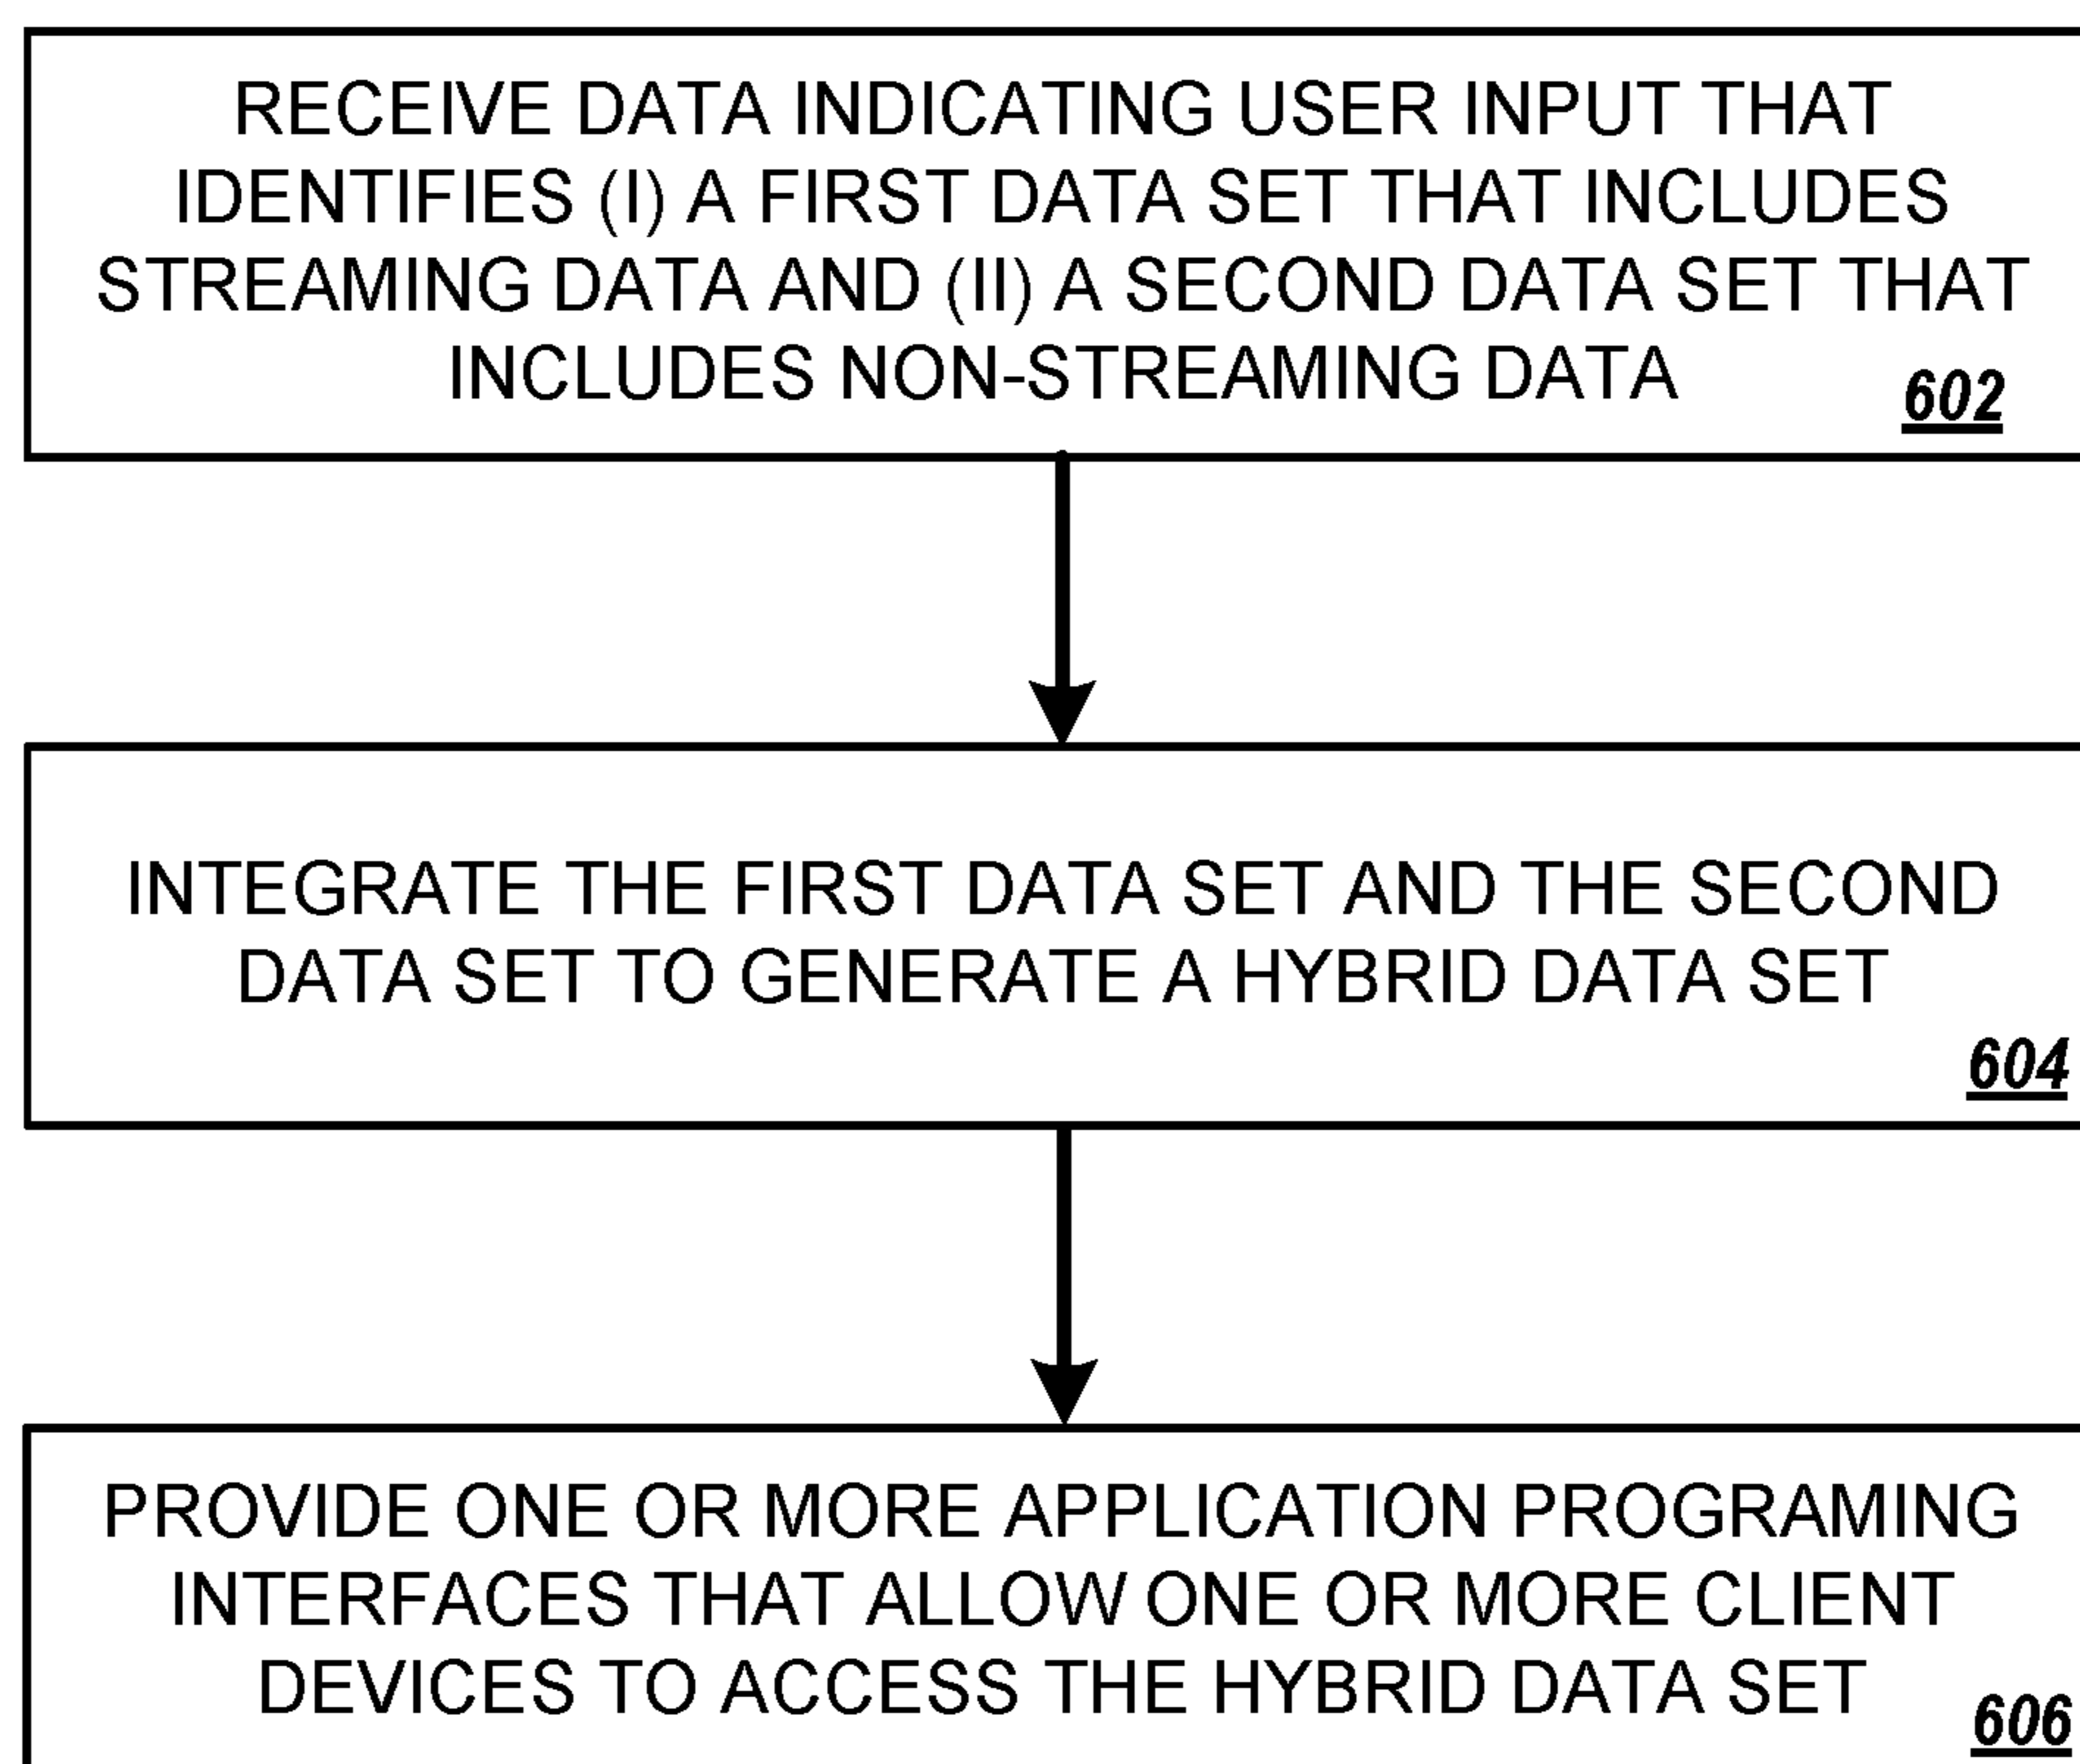 RECEIVE DATA INDICATING USER INPUT THAT
IDENTIFIES (I) A FIRST DATA SET THAT INCLUDES
STREAMING DATA AND (II) A SECOND DATA SET THAT
INCLUDES NON-STREAMING DATA
602
INTEGRATE THE FIRST DATA SET AND THE SECOND
DATA SET TO GENERATE A HYBRID DATA SET
604
PROVIDE ONE OR MORE APPLICATION PROGRAMING
INTERFACES THAT ALLOW ONE OR MORE CLIENT
DEVICES TO ACCESS THE HYBRID DATA SET
606